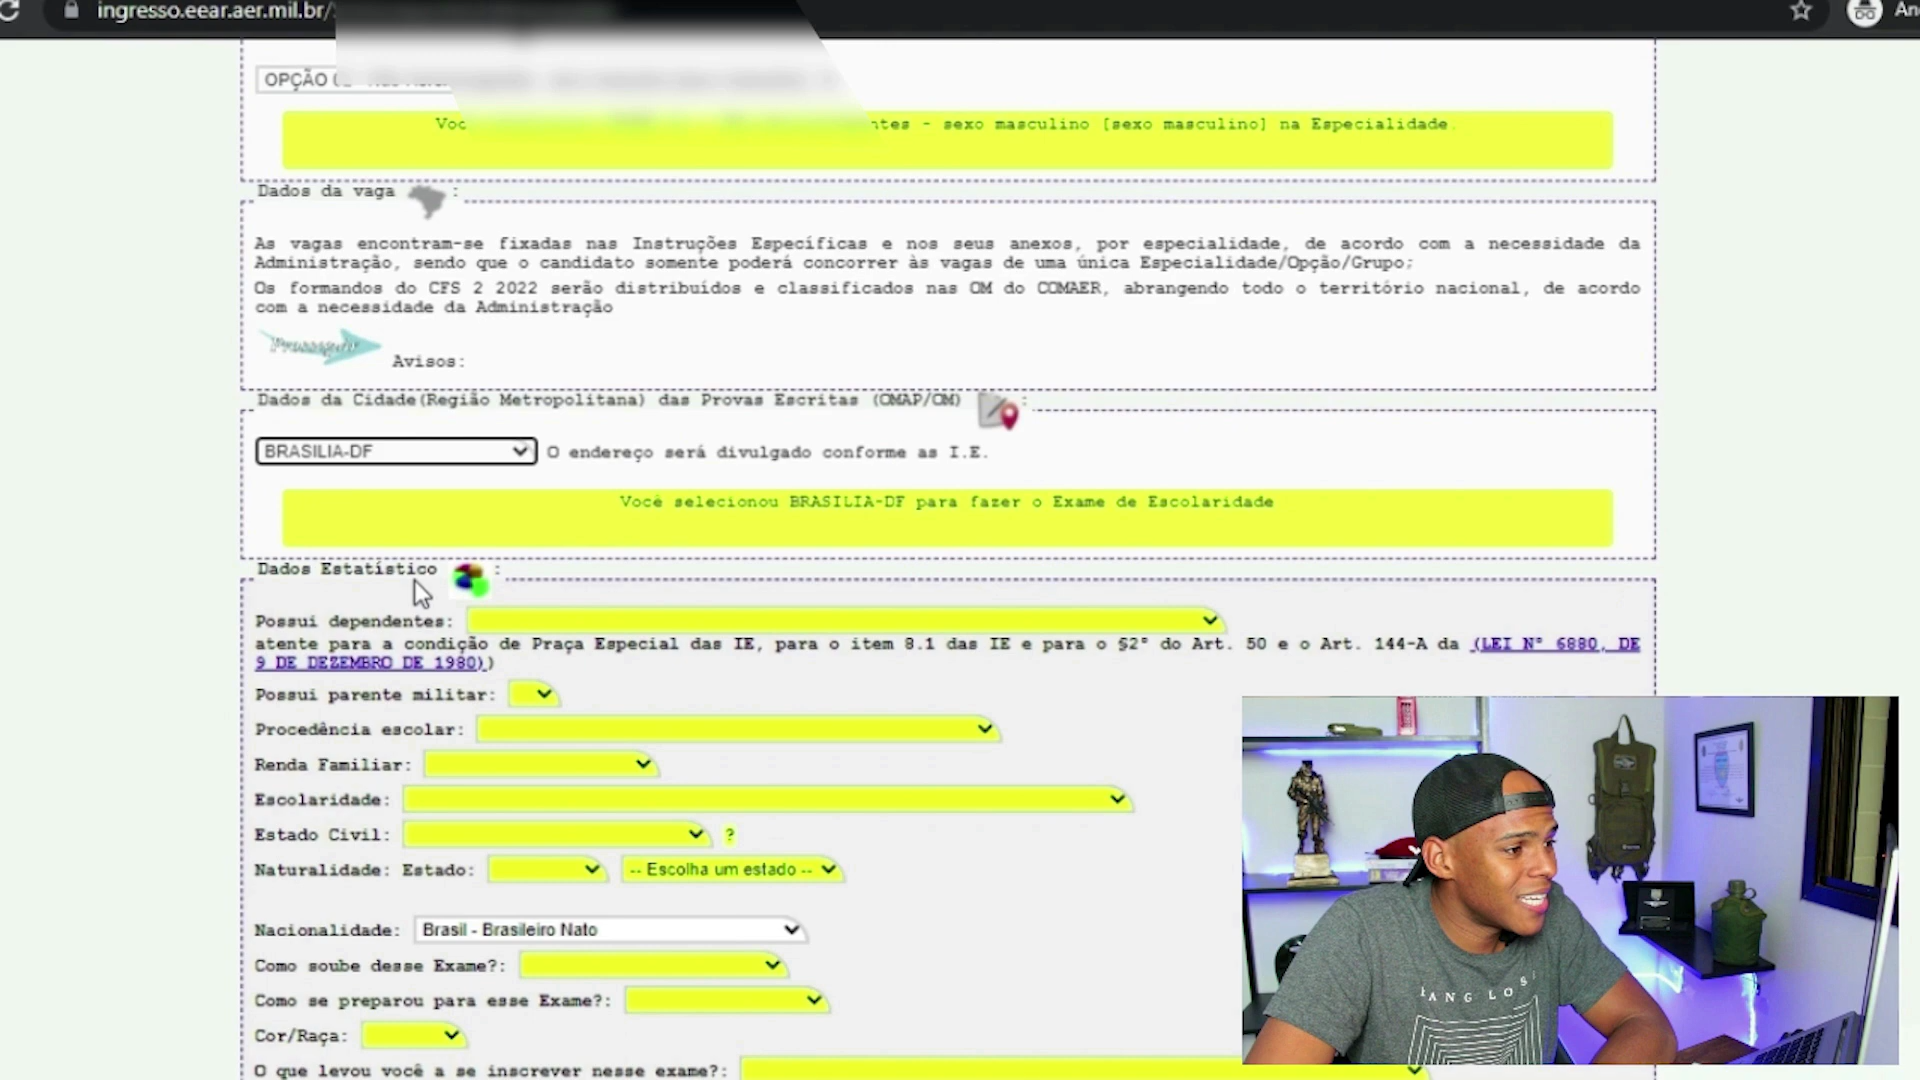 ingresso.eear.aer.mil.br/
An
OPÇÃO
ntes - sexo masculino [sexo masculino] na Especialidade.
Dados da vaga :
As vagas encontram-se fixadas nas Instruções Específicas e nos seus anexos, por especialidade, de acordo com a necessidade da
Administração, sendo que o candidato somente poderá concorrer às vagas de uma única Especialidade/Opção/Grupo;
Os formandos do CFS 2 2022 serão distribuídos e classificados nas OM do COMAER, abrangendo todo o território nacional, de acordo
com a necessidade da Administração
Prosseguir Avisos:
Dados da Cidade(Região Metropolitana) das Provas Escritas (OMAP/OM) :
BRASILIA-DF O endereço será divulgado conforme as I.E.
Você selecionou BRASILIA-DF para fazer o Exame de Escolaridade
Dados Estatístico :
Possui dependentes:
atente para a condição de Praça Especial das IE, para o item 8.1 das IE e para o §2° do Art. 50 e o Art. 144-A da (LEI N° 6880, DE
9 DE DEZEMBRO DE 1980))
Possui parente militar:
Procedência escolar:
Renda Familiar:
Escolaridade:
Estado Civil: ?
Naturalidade: Estado: -- Escolha um estado --
Nacionalidade: Brasil - Brasileiro Nato
Como soube desse Exame?:
Como se preparou para esse Exame?:
Cor/Raça:
O que levou você a se inscrever nesse exame?: